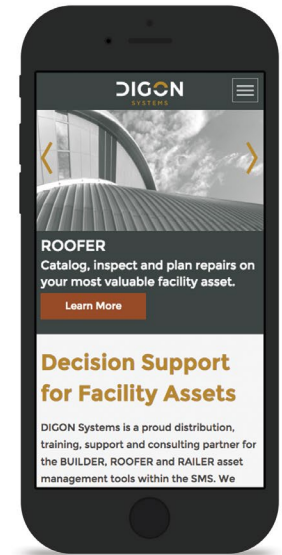 DIGON
SYSTEMS
ROOFER
Catalog, inspect and plan repairs on
your most valuable facility asset.
Learn More
Decision Support
for Facility Assets
DIGON Systems is a proud distribution,
training, support and consulting partner for
the BUILDER, ROOFER and RAILER asset
management tools within the SMS. We